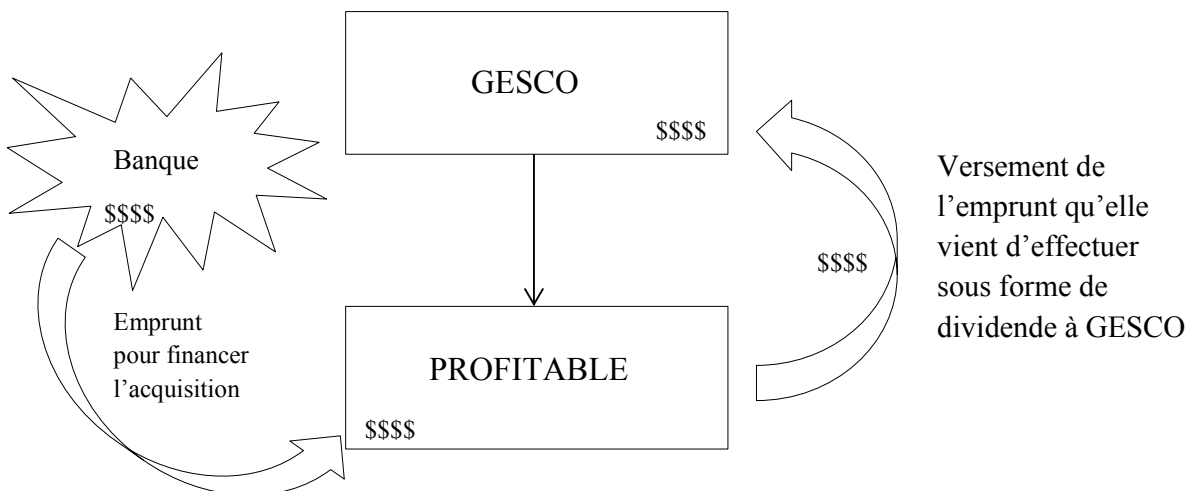 GESCO
$$$$
Banque
$$$$
Versement de
l’emprunt qu’elle
vient d’effectuer
sous forme de
dividende à GESCO
$$$$
Emprunt
pour financer
l’acquisition
PROFITABLE
$$$$